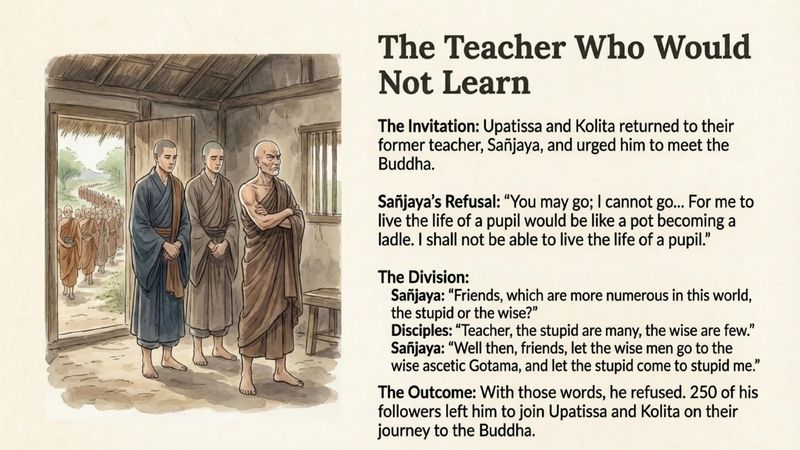 The Teacher Who Would
Not Learn
The Invitation: Upatissa and Kolita returned to their
former teacher, Sañjaya, and urged him to meet the
Buddha.
Sañjaya’s Refusal: “You may go; I cannot go... For me to
live the life of a pupil would be like a pot becoming a
ladle. I shall not be able to live the life of a pupil.”
The Division:
Sañjaya: “Friends, which are more numerous in this world,
the stupid or the wise?”
Disciples: “Teacher, the stupid are many, the wise are few.”
Sañjaya: “Well then, friends, let the wise men go to the
wise ascetic Gotama, and let the stupid come to stupid me.”
The Outcome: With those words, he refused. 250 of his
followers left him to join Upatissa and Kolita on their
journey to the Buddha.